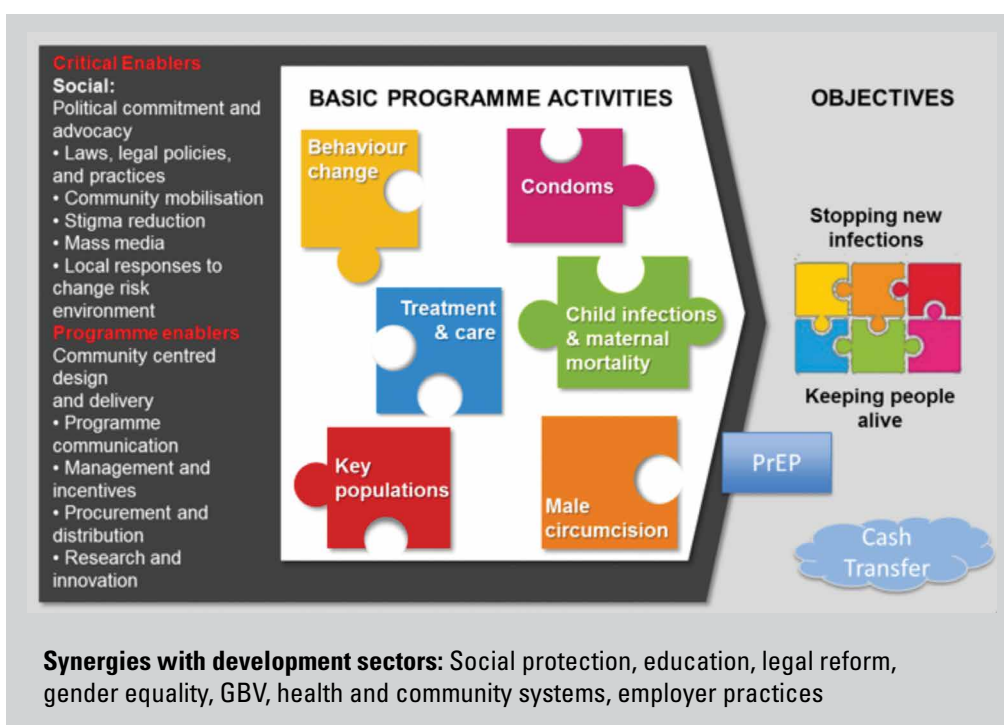 Critical Enablers
Social:
Political commitment and
advocacy
• Laws, legal policies,
and practices
• Community mobilisation
• Stigma reduction
• Mass media
• Local responses to
change risk
environment
Programme enablers
Community centred
design
and delivery
• Programme
communication
• Management and
incentives
• Procurement and
distribution
• Research and
innovation
BASIC PROGRAMME ACTIVITIES
Behaviour
change
Condoms
Treatment
& care
Child infections
& maternal
mortality
Key
populations
Male
circumcision
OBJECTIVES
Stopping new
infections
Keeping people
alive
PrEP
Cash
Transfer
Synergies with development sectors: Social protection, education, legal reform,
gender equality, GBV, health and community systems, employer practices